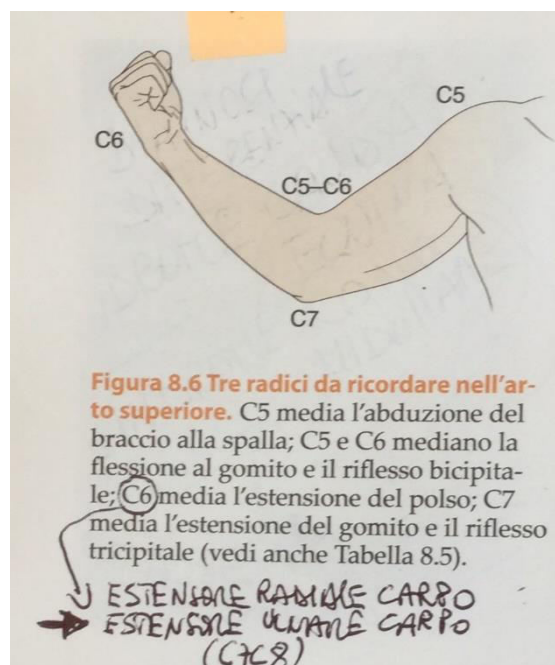 C5
C6
C5–C6
C7
Figura 8.6 Tre radici da ricordare nell'ar-
to superiore. C5 media l'abduzione del
braccio alla spalla; C5 e C6 mediano la
flessione al gomito e il riflesso bicipita-
le; C6 media l'estensione del polso; C7
media l'estensione del gomito e il riflesso
tricipitale (vedi anche Tabella 8.5).
ESTENSORE RADIALE CARPO
ESTENSORE ULNARE CARPO
(C7C8)